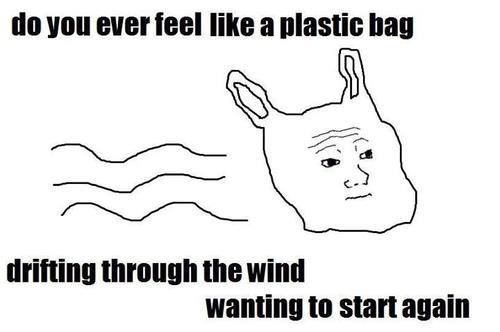 do you ever feel like a plastic bag
drifting through the wind
wanting to start again